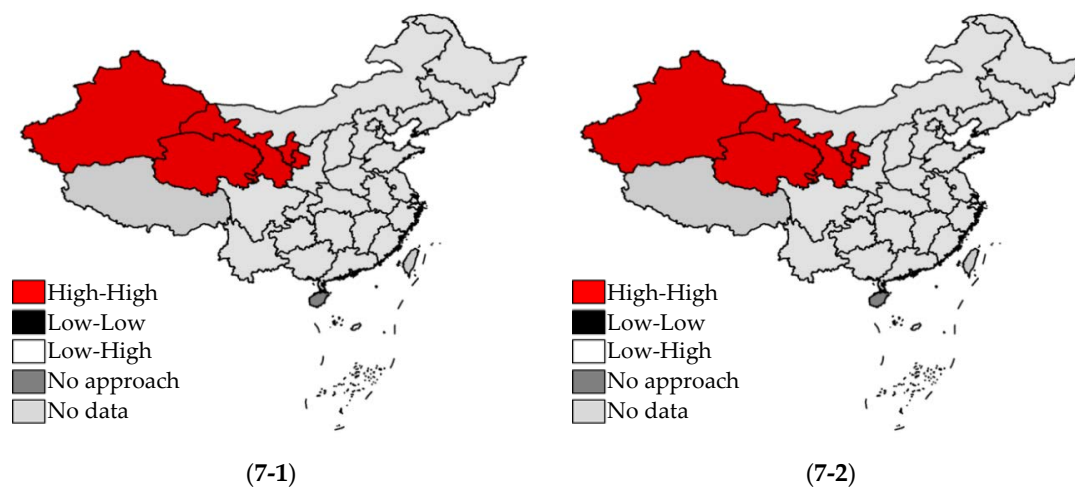 High-High
Low-Low
Low-High
No approach
No data
(7-1)
High-High
Low-Low
Low-High
No approach
No data
(7-2)